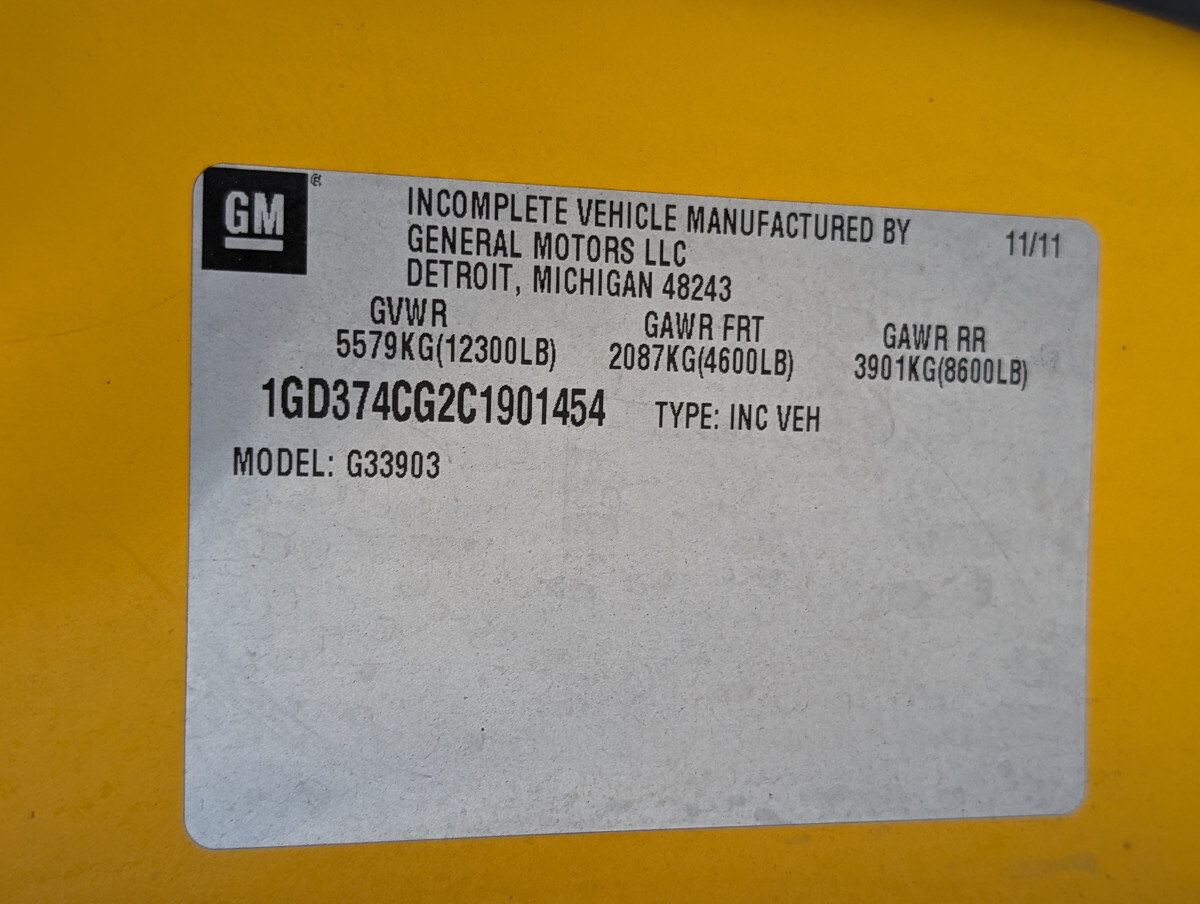 GM ®
INCOMPLETE VEHICLE MANUFACTURED BY
11/11
GENERAL MOTORS LLC
DETROIT, MICHIGAN 48243
GVWR GAWR FRT GAWR RR
5579KG(12300LB) 2087KG(4600LB) 3901KG(8600LB)
1GD374CG2C1901454 TYPE: INC VEH
MODEL: G33903